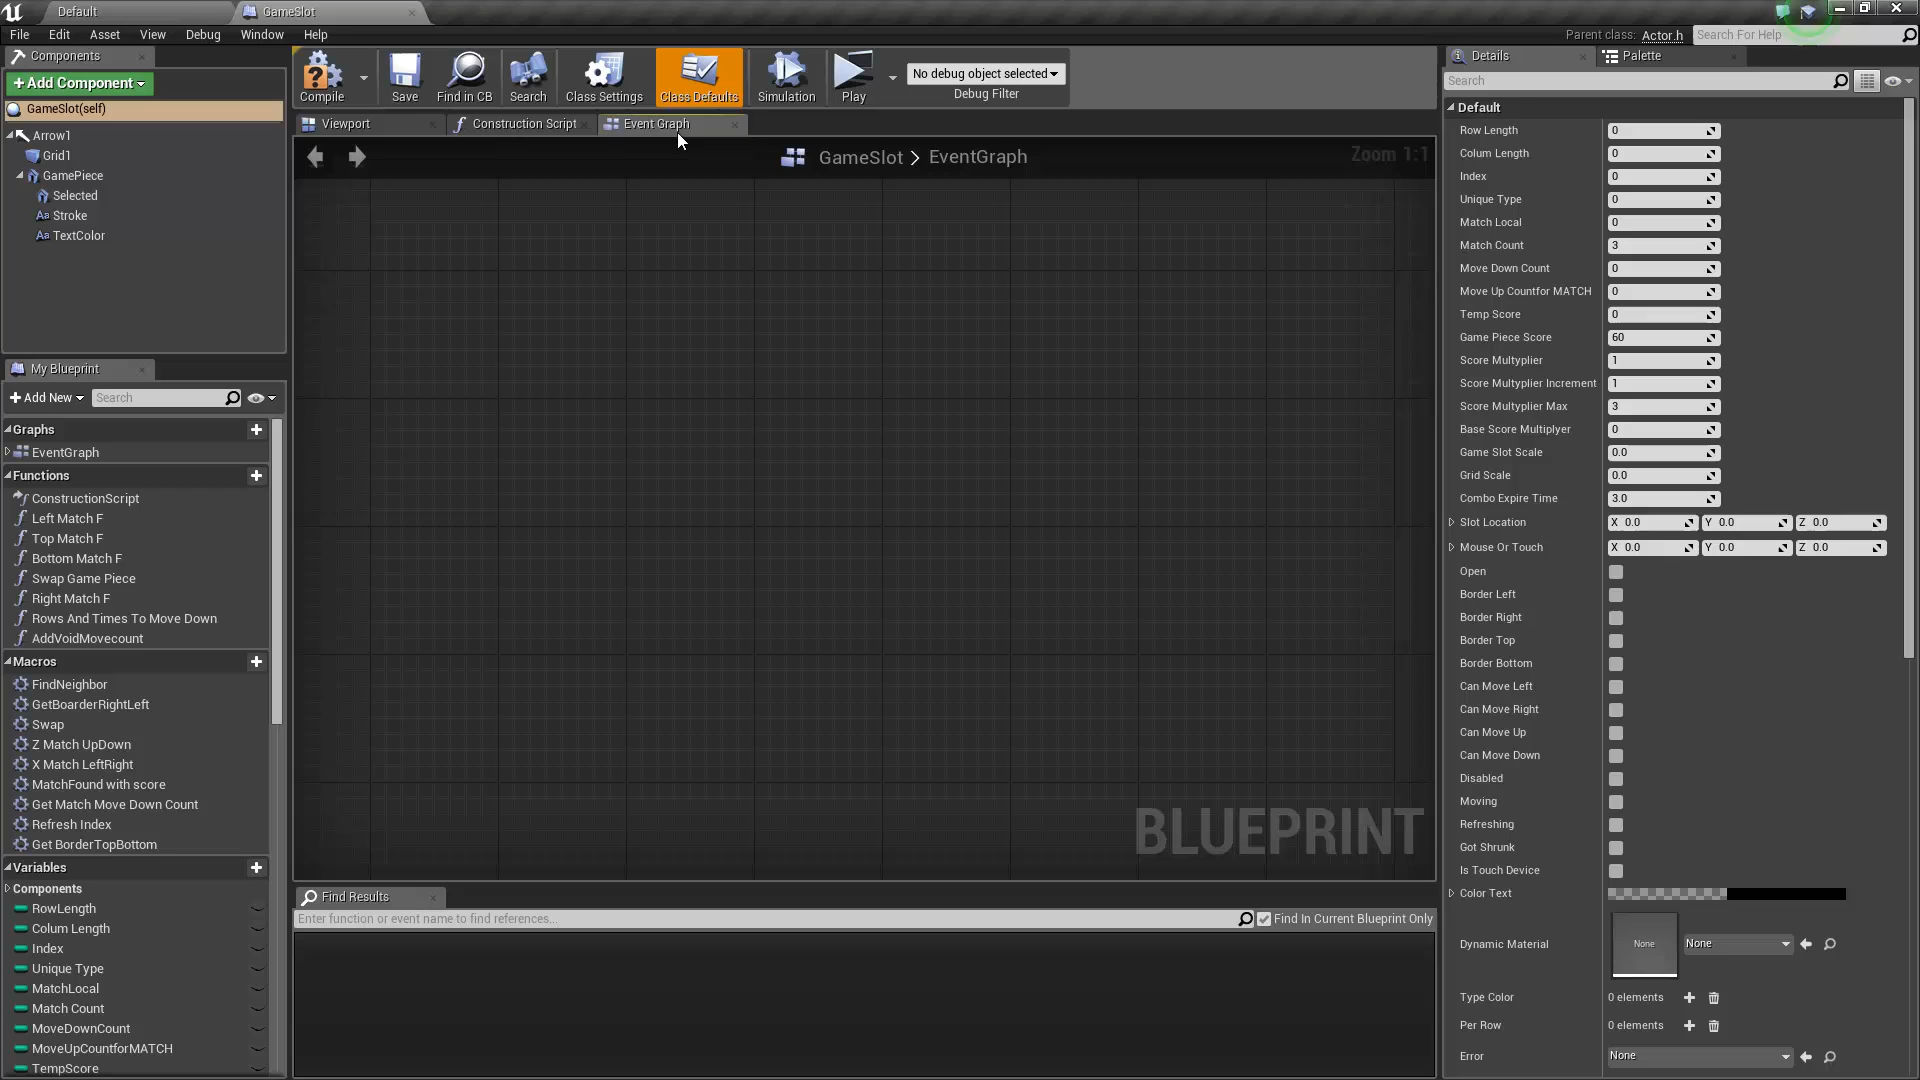 Default
GameSlot
File Edit Asset View Window Debug Window Help
Parent class: Actor.h
Search For Help
Components
+Add Component
GameSlot(self)
Arrow1
Grid1
GamePiece
Selected
Stroke
TextColor
My Blueprint
Add New
Search
Graphs
EventGraph
Functions
ConstructionScript
Left Match F
Top Match F
Bottom Match F
Swap Game Piece
Right Match F
Rows And Times To Move Down
AddVoidMovecount
Macros
FindNeighbor
GetBoarderRightLeft
Swap
Z Match UpDown
X Match LeftRight
MatchFound with score
Get Match Move Down Count
Refresh Index
Get BorderTopBottom
Variables
Components
RowLength
Colum Length
Index
Unique Type
MatchLocal
Match Count
MoveDownCount
MoveUpCountforMATCH
TempScore
Compile
Save
Find in CB
Search
Class Settings
Class Defaults
Simulation
Play
No debug object selected
Debug Filter
Viewport
Construction Script
Event Graph
GameSlot > EventGraph
Zoom 1:1
BLUEPRINT
Find Results
Enter function or event name to find references...
Find In Current Blueprint Only
Details
Palette
Search
Default
Row Length 0
Colum Length 0
Index 0
Unique Type 0
Match Local 0
Match Count 3
Move Down Count 0
Move Up Countfor MATCH 0
Temp Score 0
Game Piece Score 60
Score Multyplier 1
Score Multyplier Increment 1
Score Multyplier Max 3
Base Score Multiplyer 0
Game Slot Scale 0.0
Grid Scale 0.0
Combo Expire Time 3.0
Slot Location X 0.0 Y 0.0 Z 0.0
Mouse Or Touch X 0.0 Y 0.0 Z 0.0
Open
Border Left
Border Right
Border Top
Border Bottom
Can Move Left
Can Move Right
Can Move Up
Can Move Down
Disabled
Moving
Refreshing
Got Shrunk
Is Touch Device
Color Text
Dynamic Material None None
Type Color 0 elements
Per Row 0 elements
Error None